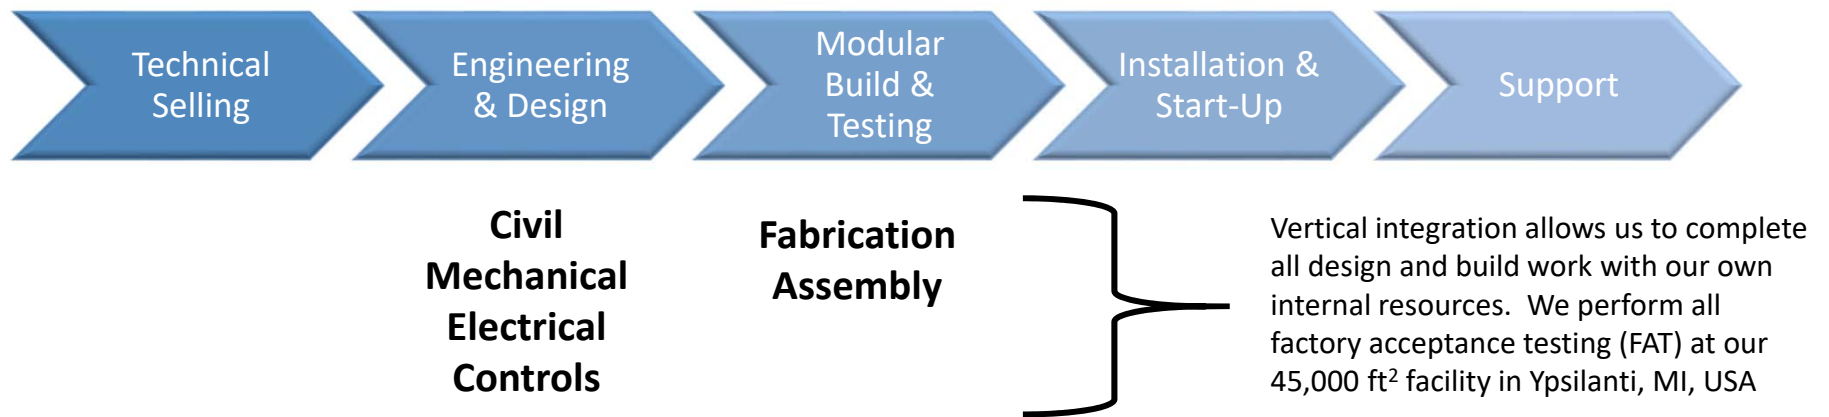 Technical
Selling
Engineering
& Design
Modular
Build &
Testing
Installation &
Start-Up
Support
Civil
Mechanical
Electrical
Controls
Fabrication
Assembly
Vertical integration allows us to complete
all design and build work with our own
internal resources.  We perform all
factory acceptance testing (FAT) at our
45,000 ft² facility in Ypsilanti, MI, USA